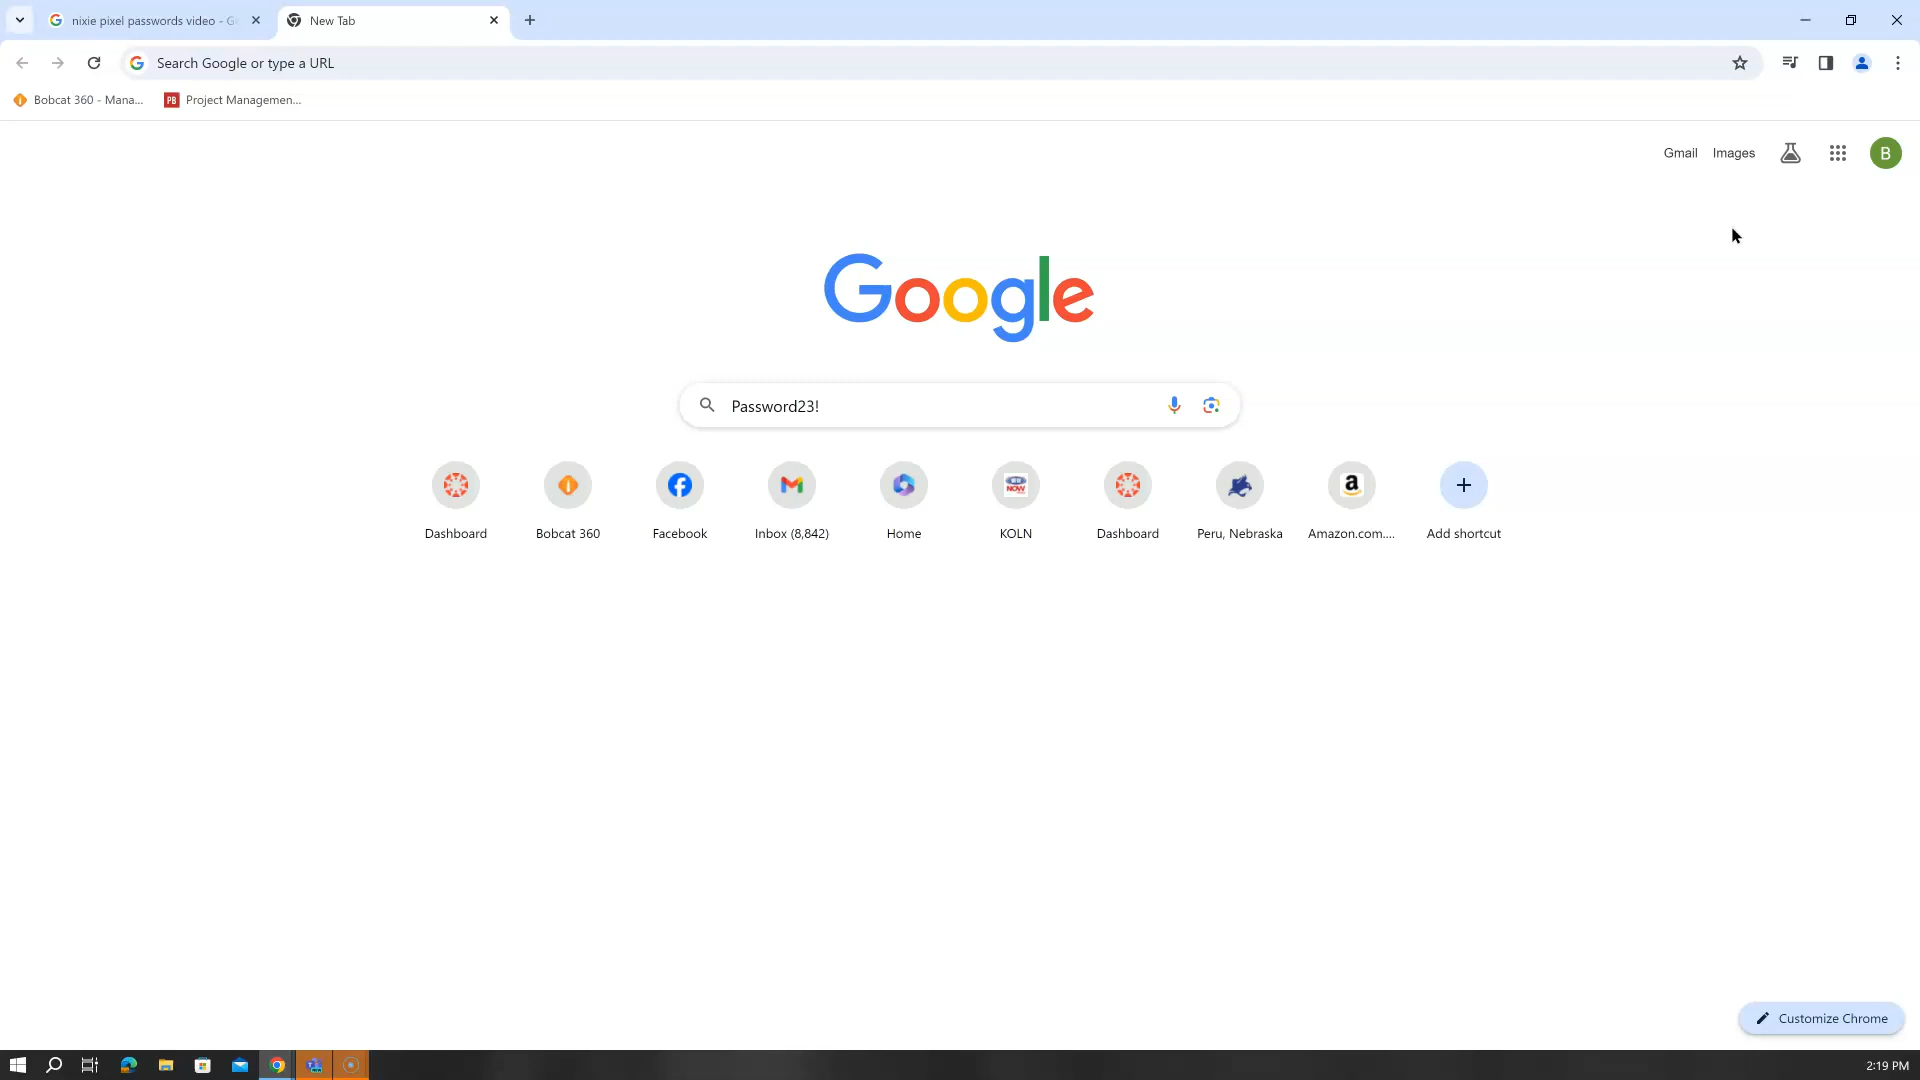 nixie pixel passwords video - G
New Tab
Search Google or type a URL
Bobcat 360 - Mana...
PB Project Managemen...
Gmail Images B
Google
Password23!
NOW
a
Dashboard Bobcat 360 Facebook Inbox (8,842) Home KOLN Dashboard Peru, Nebraska Amazon.com.... Add shortcut
Customize Chrome
2:19 PM